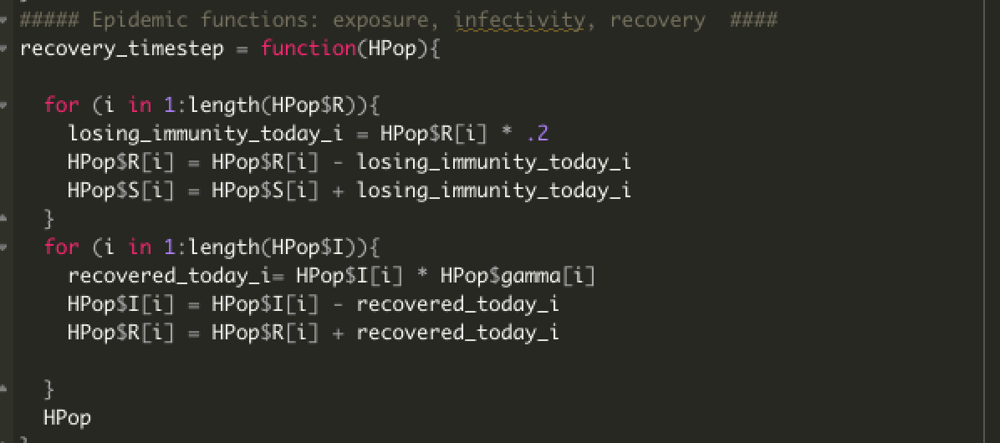 ##### Epidemic functions: exposure, infectivity, recovery  ####
recovery_timestep = function(HPop){
  for (i in 1:length(HPop$R)){
    losing_immunity_today_i = HPop$R[i] * .2
    HPop$R[i] = HPop$R[i] - losing_immunity_today_i
    HPop$S[i] = HPop$S[i] + losing_immunity_today_i
  }
  for (i in 1:length(HPop$I)){
    recovered_today_i= HPop$I[i] * HPop$gamma[i]
    HPop$I[i] = HPop$I[i] - recovered_today_i
    HPop$R[i] = HPop$R[i] + recovered_today_i
  }
  HPop
}